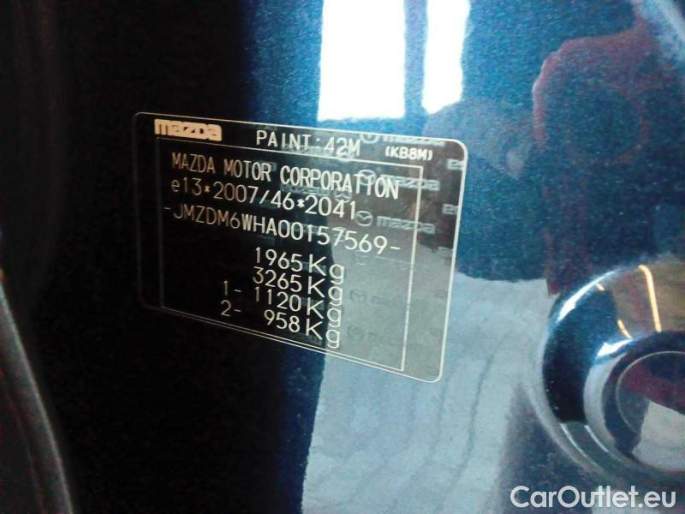 mazda PAINT:42M (KB8M)
MAZDA MOTOR CORPORATION
e13*2007/46*2041
-JMZDM6WHA00157569-
1965Kg
3265Kg
1- 1120Kg
2- 958Kg
CarOutlet.eu